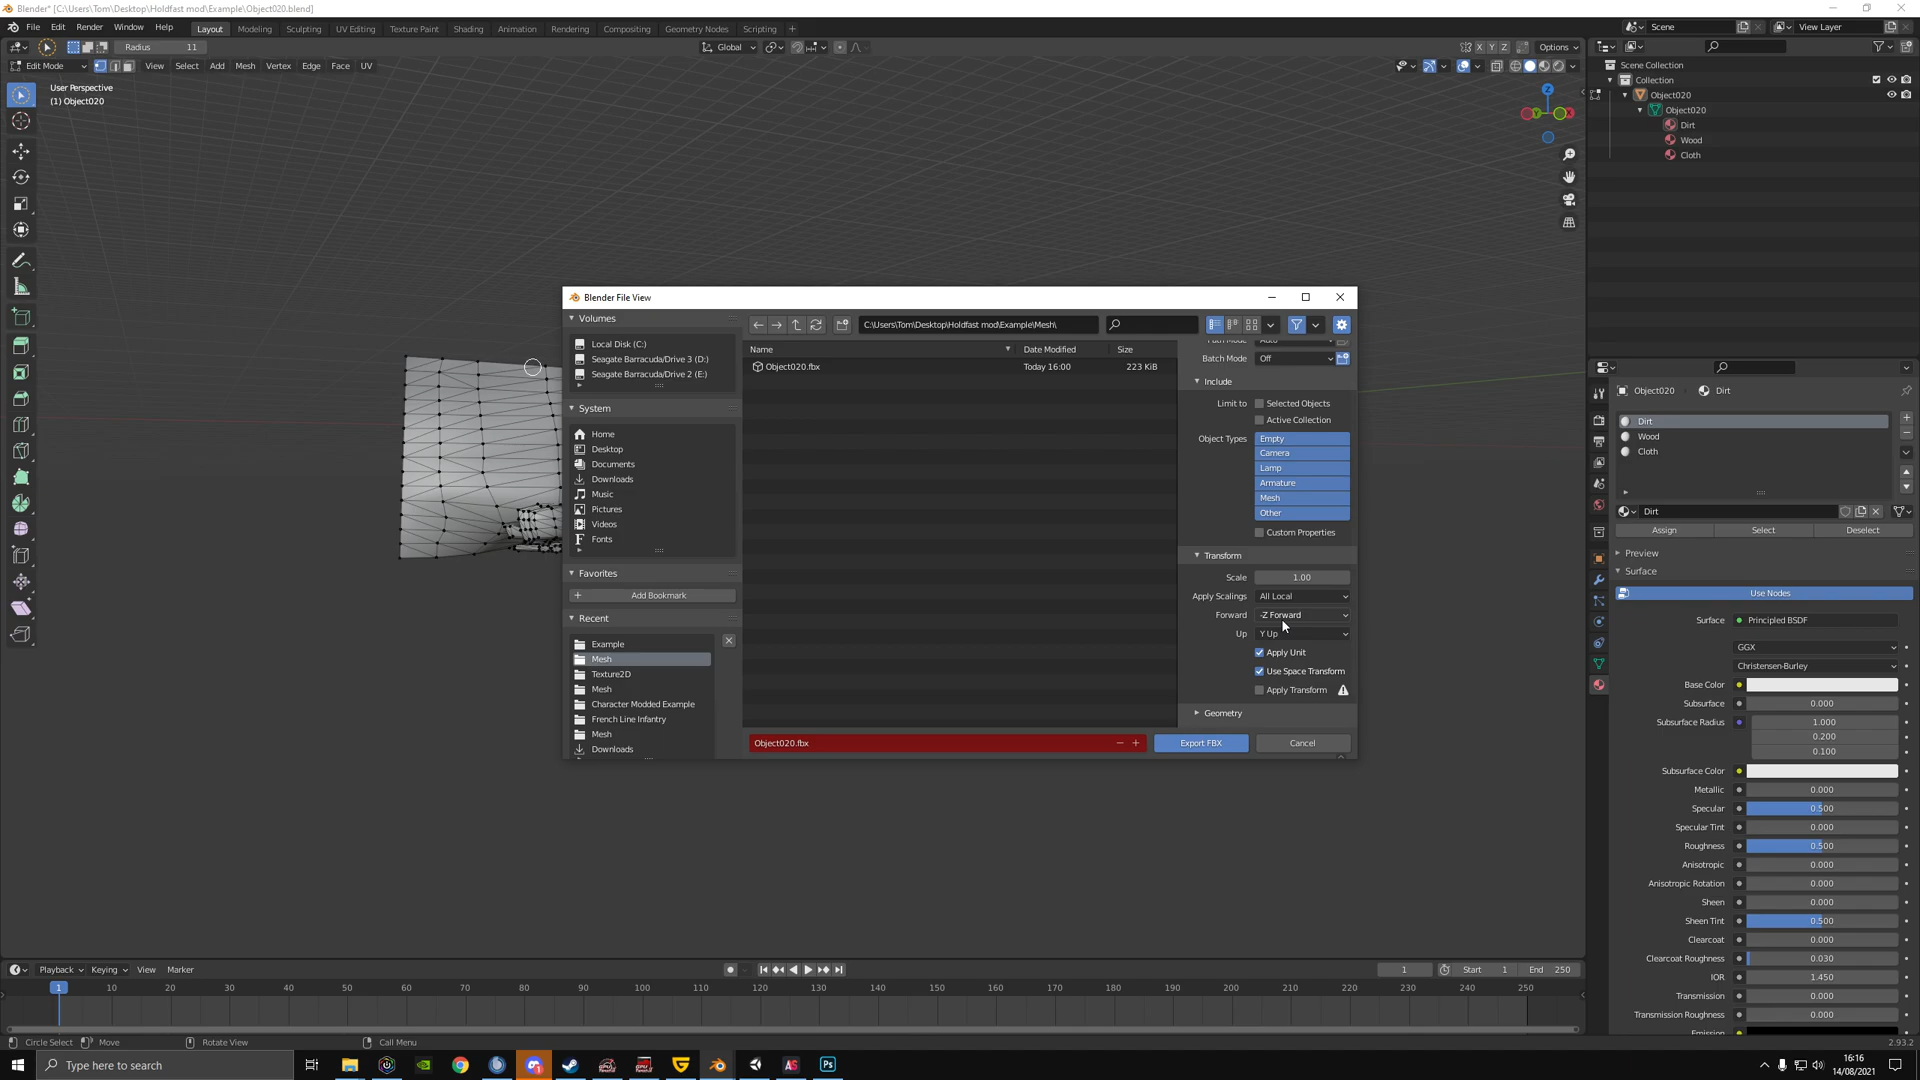 Blender* [C:\Users\Tom\Desktop\Holdfast mod\Example\Object020.blend]
File Edit Render Window Help Layout Modeling Sculpting UV Editing Texture Paint Shading Animation Rendering Compositing Geometry Nodes Scripting + Scene View Layer
Radius 11 Global X Y Z Options
Edit Mode View Select Add Mesh Vertex Edge Face UV
User Perspective
(1) Object020
Scene Collection
Collection
Object020
Object020
Dirt
Wood
Cloth
Z
Y X
Blender File View
Volumes
Local Disk (C:)
Seagate Barracuda/Drive 3 (D:)
Seagate Barracuda/Drive 2 (E:)
System
Home
Desktop
Documents
Downloads
Music
Pictures
Videos
Fonts
Favorites
Add Bookmark
Recent
Example
Mesh
Texture2D
Mesh
Character Modded Example
French Line Infantry
Mesh
Downloads
C:\Users\Tom\Desktop\Holdfast mod\Example\Mesh\
Name Date Modified Size
Object020.fbx Today 16:00 223 KiB
Object020.fbx
Path Mode Auto
Batch Mode Off
Include
Limit to Selected Objects
Active Collection
Object Types Empty
Camera
Lamp
Armature
Mesh
Other
Custom Properties
Transform
Scale 1.00
Apply Scalings All Local
Forward -Z Forward
Up Y Up
Apply Unit
Use Space Transform
Apply Transform
Geometry
Export FBX Cancel
Object020 Dirt
Dirt
Wood
Cloth
Dirt
Assign Select Deselect
Preview
Surface
Use Nodes
Surface Principled BSDF
GGX
Christensen-Burley
Base Color
Subsurface 0.000
Subsurface Radius 1.000
0.200
0.100
Subsurface Color
Metallic 0.000
Specular 0.500
Specular Tint 0.000
Roughness 0.500
Anisotropic 0.000
Anisotropic Rotation 0.000
Sheen 0.000
Sheen Tint 0.500
Clearcoat 0.000
Clearcoat Roughness 0.030
IOR 1.450
Transmission 0.000
Transmission Roughness 0.000
Emission
Playback Keying View Marker 1 Start 1 End 250
1 10 20 30 40 50 60 70 80 90 100 110 120 130 140 150 160 170 180 190 200 210 220 230 240 250
Circle Select Move Rotate View Call Menu 2.93.2
Type here to search
16:16
14/08/2021